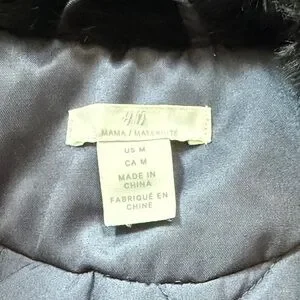 H&M
MAMA / MATERNITÉ
US M
CA M
MADE IN
CHINA
FABRIQUÉ EN
CHINE